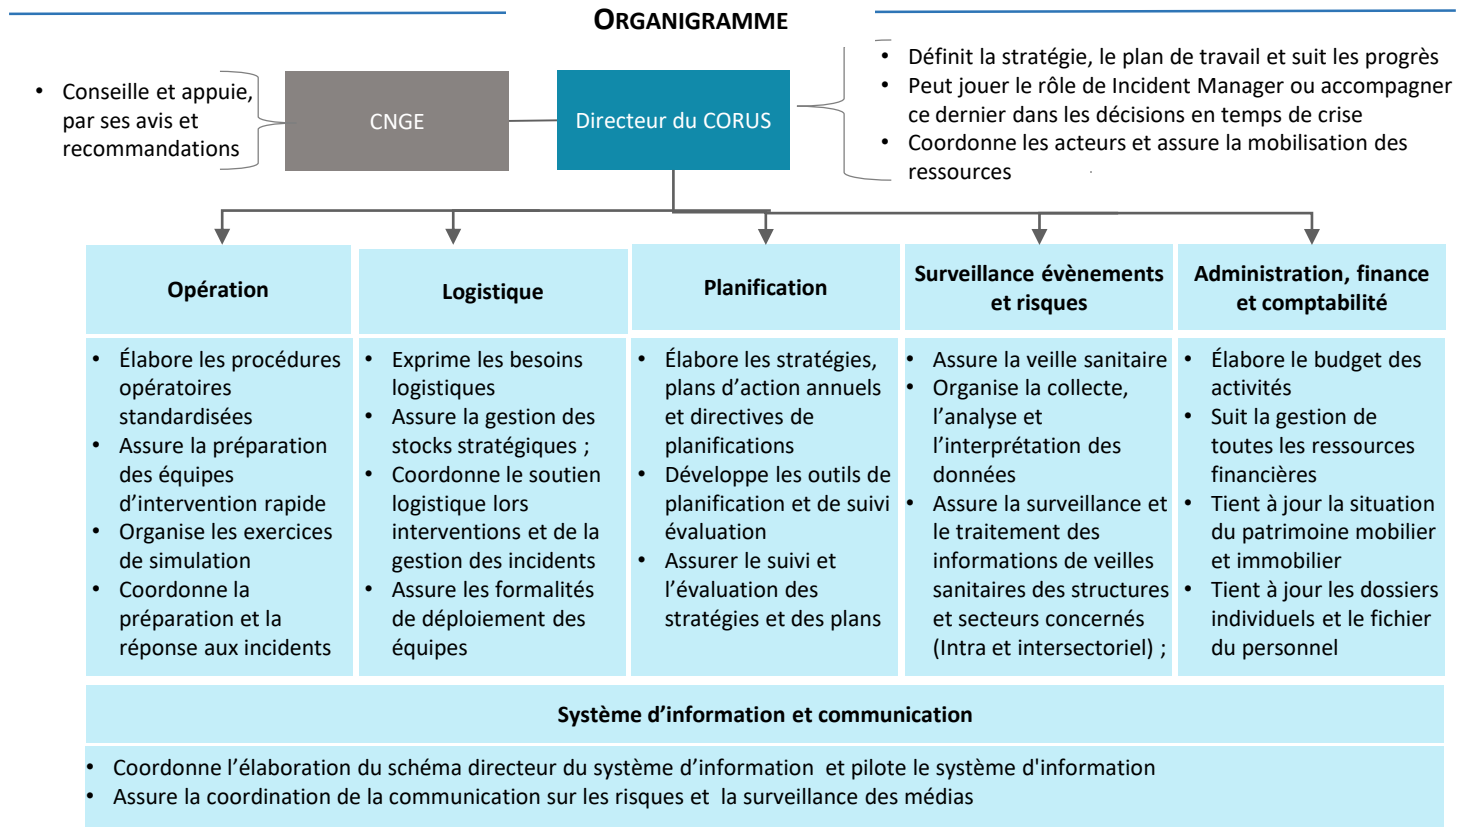 ORGANIGRAMME
• Conseille et appuie,
par ses avis et
recommandations
CNGE
Directeur du CORUS
• Définit la stratégie, le plan de travail et suit les progrès
• Peut jouer le rôle de Incident Manager ou accompagner
ce dernier dans les décisions en temps de crise
• Coordonne les acteurs et assure la mobilisation des
ressources
Opération
• Élabore les procédures
opératoires
standardisées
• Assure la préparation
des équipes
d’intervention rapide
• Organise les exercices
de simulation
• Coordonne la
préparation et la
réponse aux incidents
Logistique
• Exprime les besoins
logistiques
• Assure la gestion des
stocks stratégiques ;
• Coordonne le soutien
logistique lors
interventions et de la
gestion des incidents
• Assure les formalités
de déploiement des
équipes
Planification
• Élabore les stratégies,
plans d’action annuels
et directives de
planifications
• Développe les outils de
planification et de suivi
évaluation
• Assurer le suivi et
l’évaluation des
stratégies et des plans
Surveillance évènements
et risques
• Assure la veille sanitaire
• Organise la collecte,
l’analyse et
l’interprétation des
données
• Assure la surveillance et
le traitement des
informations de veilles
sanitaires des structures
et secteurs concernés
(Intra et intersectoriel) ;
Administration, finance
et comptabilité
• Élabore le budget des
activités
• Suit la gestion de
toutes les ressources
financières
• Tient à jour la situation
du patrimoine mobilier
et immobilier
• Tient à jour les dossiers
individuels et le fichier
du personnel
Système d’information et communication
• Coordonne l’élaboration du schéma directeur du système d’information et pilote le système d'information
• Assure la coordination de la communication sur les risques et la surveillance des médias